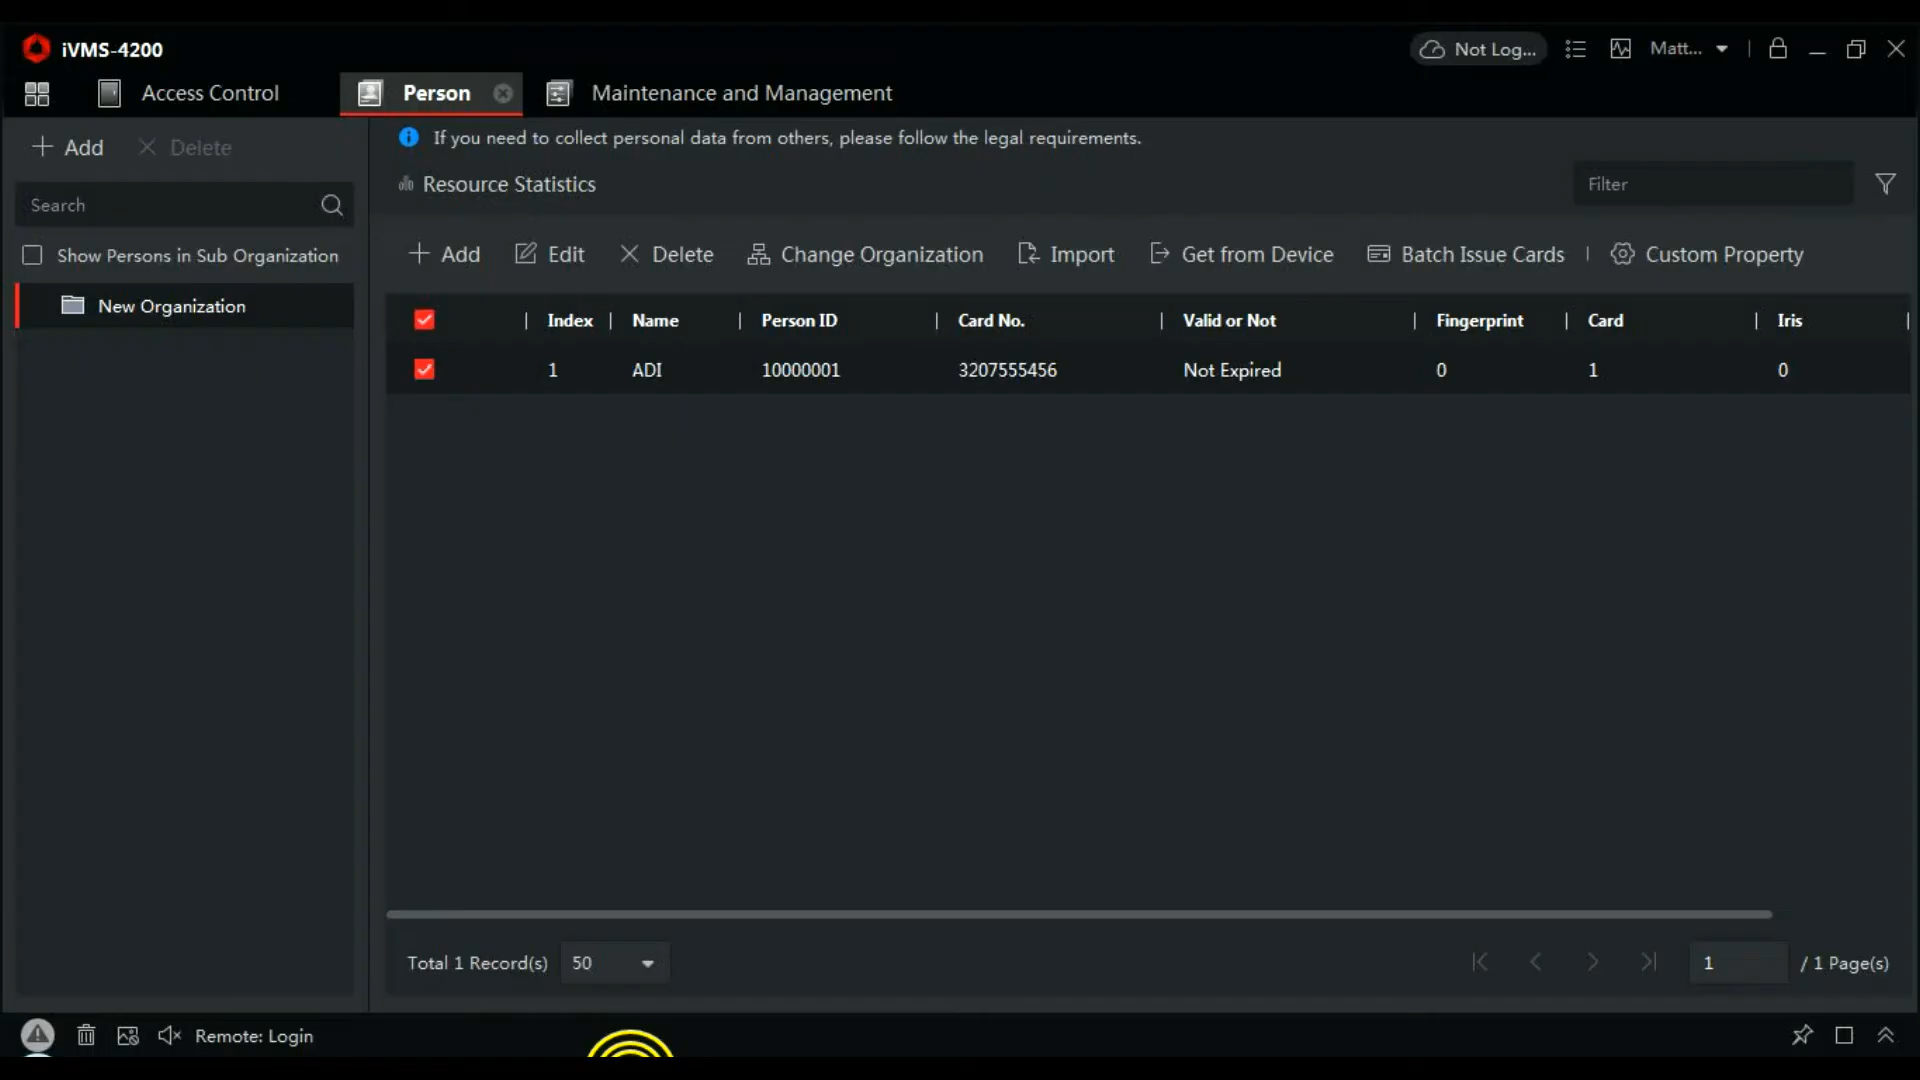 iVMS-4200
Not Log...
Matt...
Access Control
Person
Maintenance and Management
Add
Delete
If you need to collect personal data from others, please follow the legal requirements.
Search
Resource Statistics
Filter
Show Persons in Sub Organization
Add
Edit
Delete
Change Organization
Import
Get from Device
Batch Issue Cards
Custom Property
New Organization
Index Name Person ID Card No. Valid or Not Fingerprint Card Iris
1 ADI 10000001 3207555456 Not Expired 0 1 0
Total 1 Record(s) 50
1 / 1 Page(s)
Remote: Login